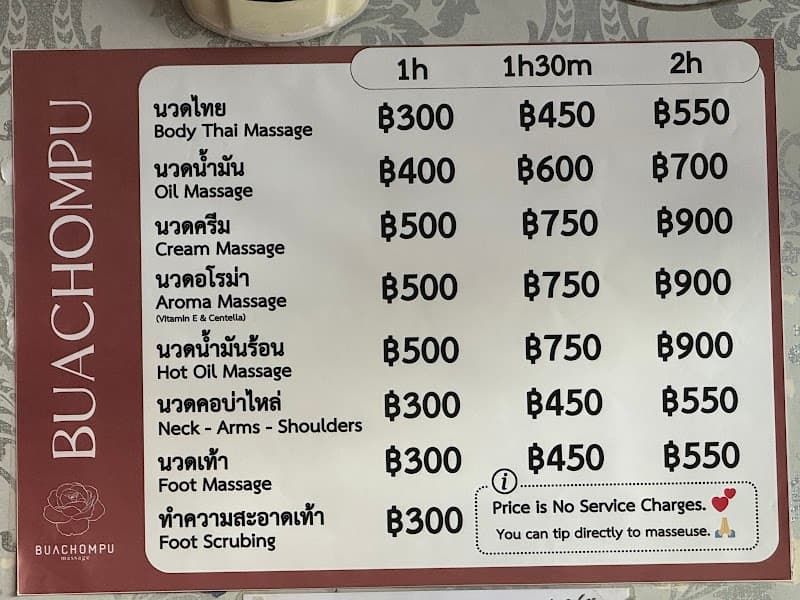 BUACHOMPU
1h 1h30m 2h
นวดไทย
Body Thai Massage
฿300 ฿450 ฿550
นวดน้ำมัน
Oil Massage
฿400 ฿600 ฿700
นวดครีม
Cream Massage
฿500 ฿750 ฿900
นวดอโรม่า
Aroma Massage
(Vitamin E & Centella)
฿500 ฿750 ฿900
นวดน้ำมันร้อน
Hot Oil Massage
฿500 ฿750 ฿900
นวดคอบ่าไหล่
Neck - Arms - Shoulders
฿300 ฿450 ฿550
นวดเท้า
Foot Massage
฿300 ฿450 ฿550
ทำความสะอาดเท้า
Foot Scrubing
฿300
i
Price is No Service Charges. 💕
You can tip directly to masseuse. 🙏
BUACHOMPU
massage